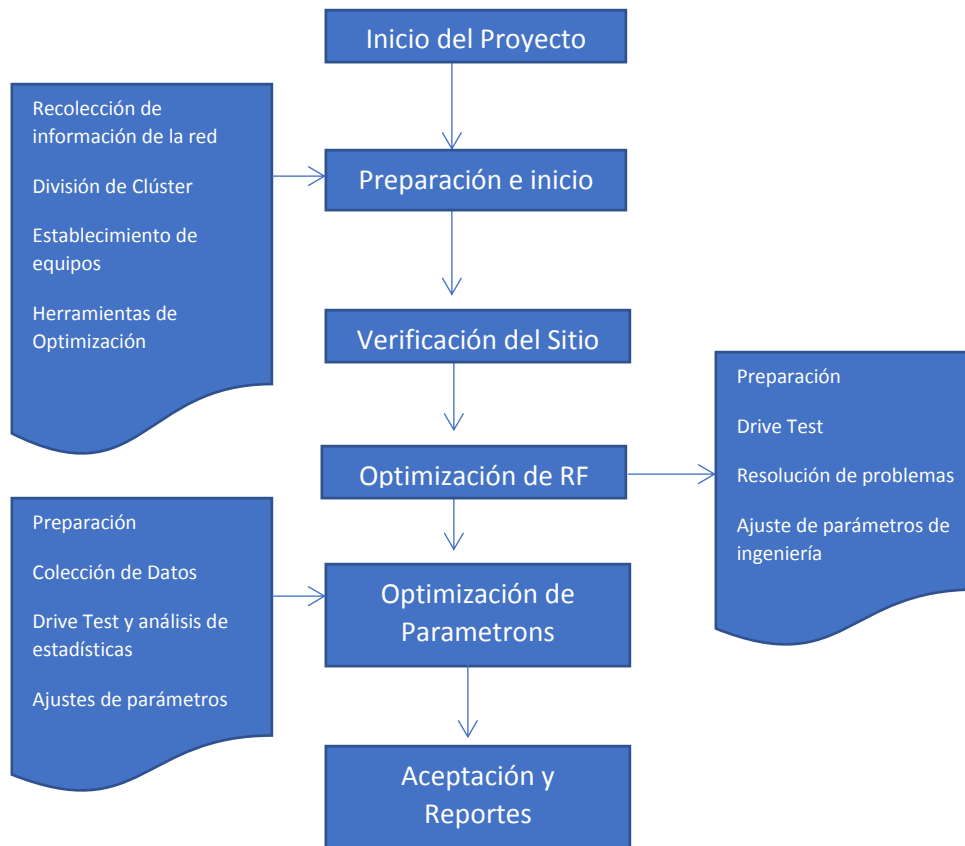 Inicio del Proyecto
Recolección de
información de la red
División de Clúster
Establecimiento de
equipos
Herramientas de
Optimización
Preparación e inicio
Verificación del Sitio
Optimización de RF
Preparación
Drive Test
Resolución de problemas
Ajuste de parámetros de
ingeniería
Preparación
Colección de Datos
Drive Test y análisis de
estadísticas
Ajustes de parámetros
Optimización de
Parametrons
Aceptación y
Reportes